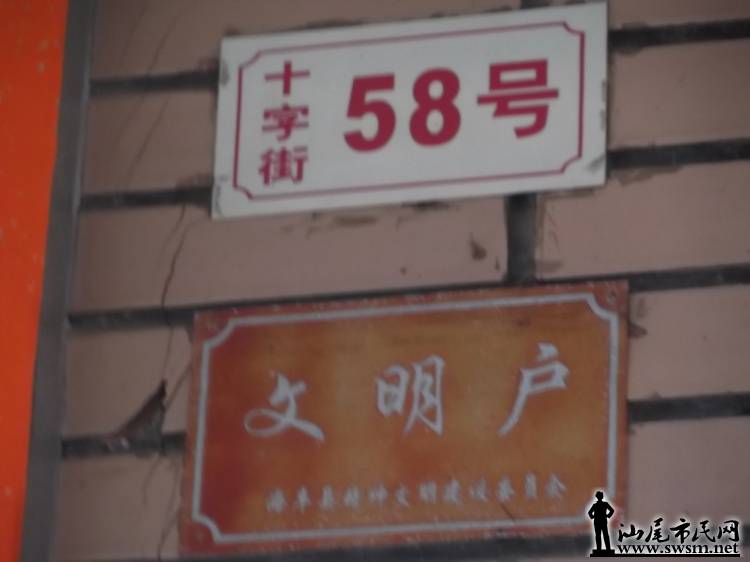 十字街
58号
文明户
海丰县精神文明建设委员会
汕尾市民网
www.swsm.net